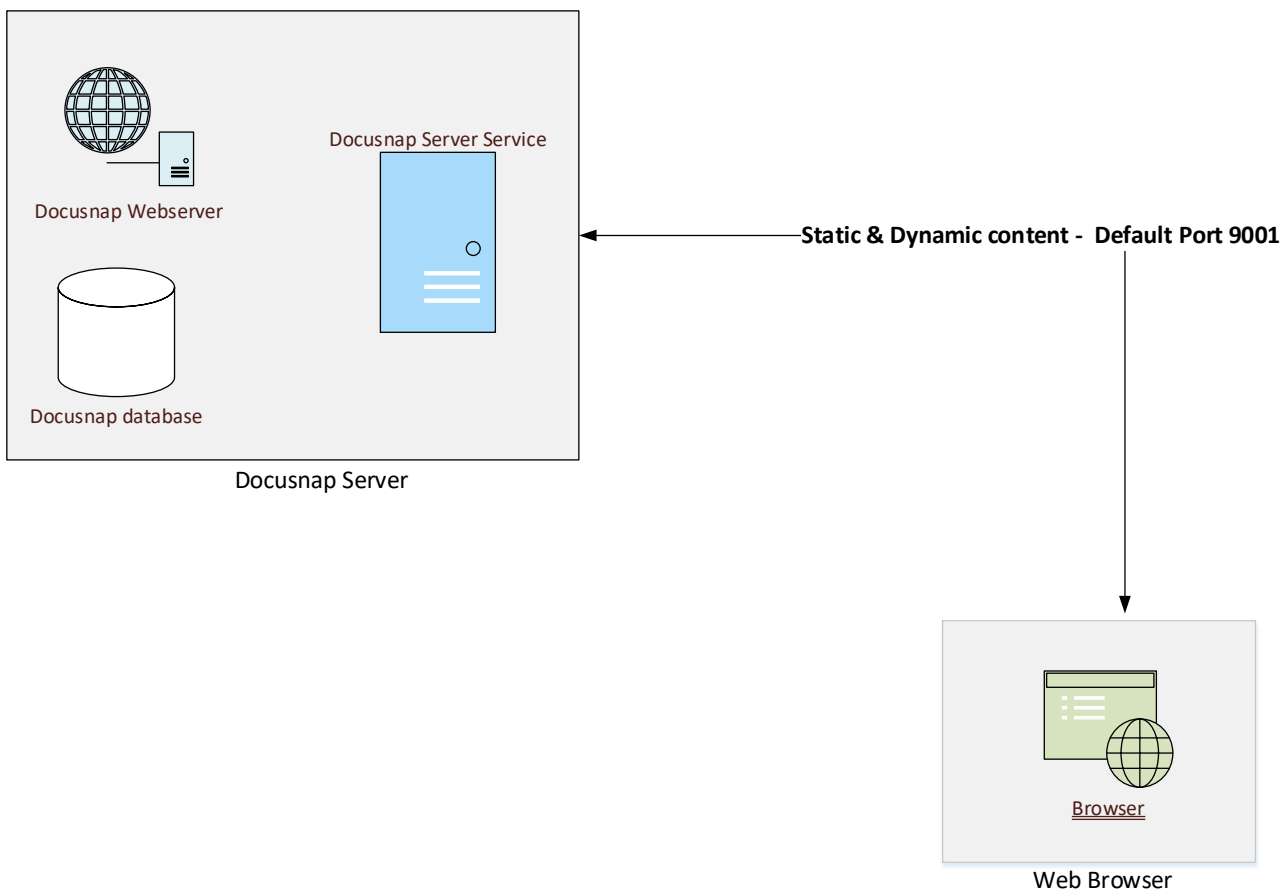 Docusnap Server Service
Docusnap Webserver
Static & Dynamic content -  Default Port 9001
Docusnap database
Docusnap Server
Browser
Web Browser